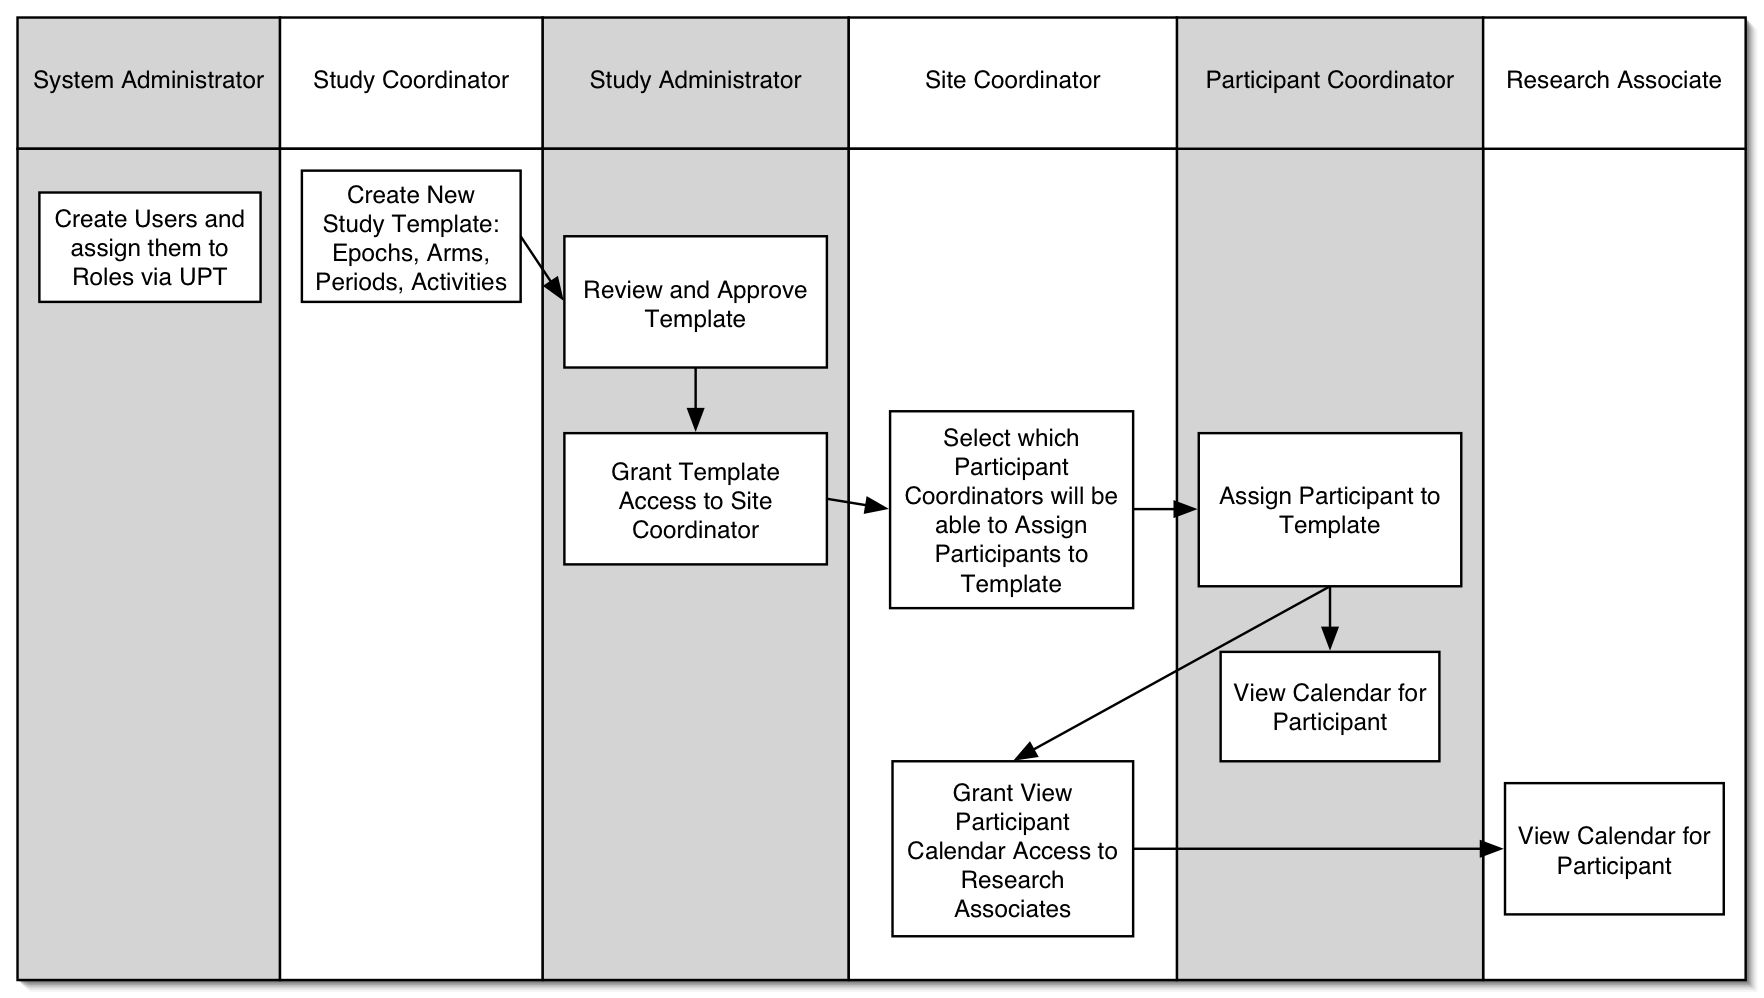 System Administrator
Study Coordinator
Study Administrator
Site Coordinator
Participant Coordinator
Research Associate
Create Users and
assign them to
Roles via UPT
Create New
Study Template:
Epochs, Arms,
Periods, Activities
Review and Approve
Template
Grant Template
Access to Site
Coordinator
Select which
Participant
Coordinators will be
able to Assign
Participants to
Template
Assign Participant to
Template
View Calendar for
Participant
Grant View
Participant
Calendar Access to
Research
Associates
View Calendar for
Participant